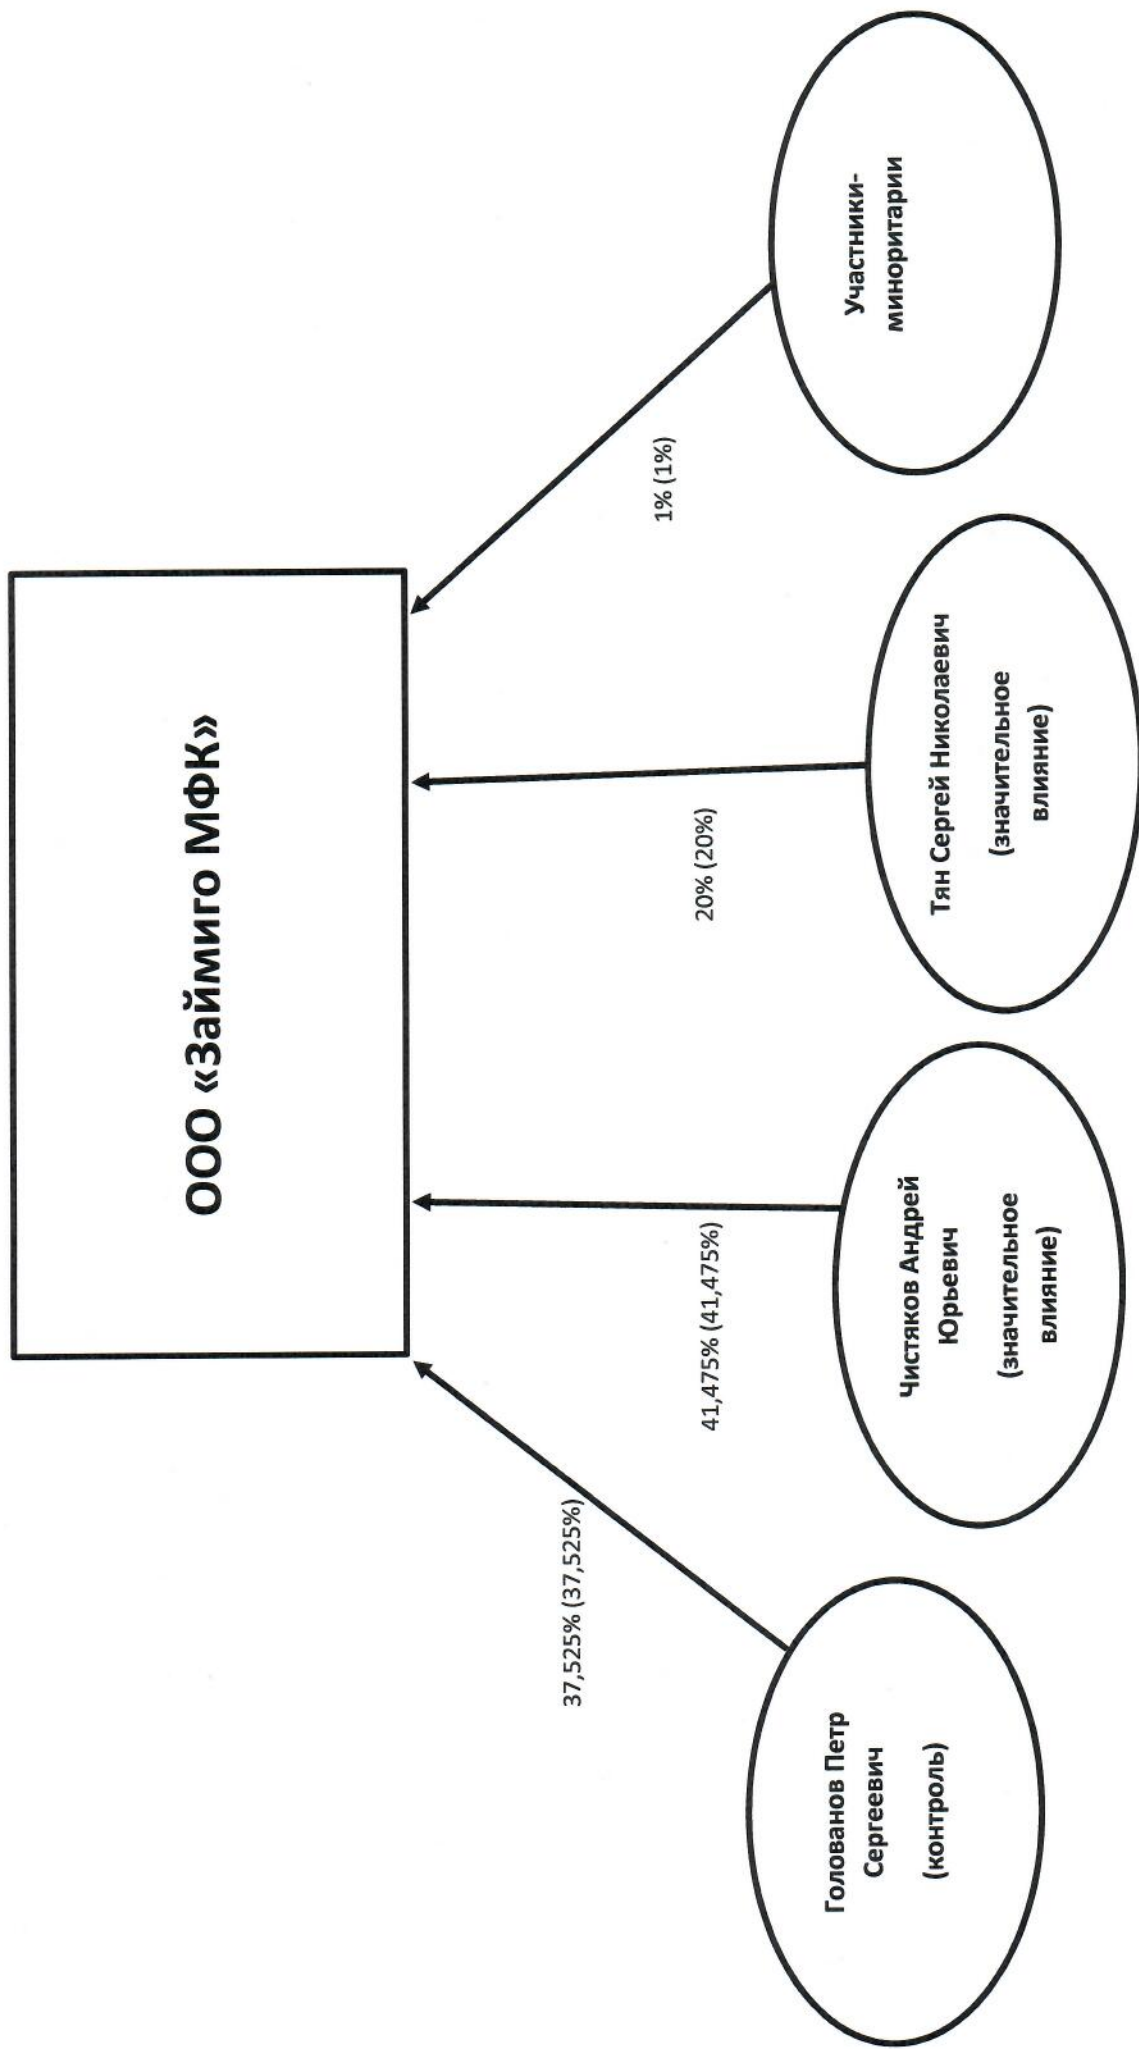 ООО «Займиго МФК»
37,525% (37,525%)
41,475% (41,475%)
20% (20%)
1% (1%)
Голованов Петр
Сергеевич
(контроль)
Чистяков Андрей
Юрьевич
(значительное
влияние)
Тян Сергей Николаевич
(значительное
влияние)
Участники-
миноритарии